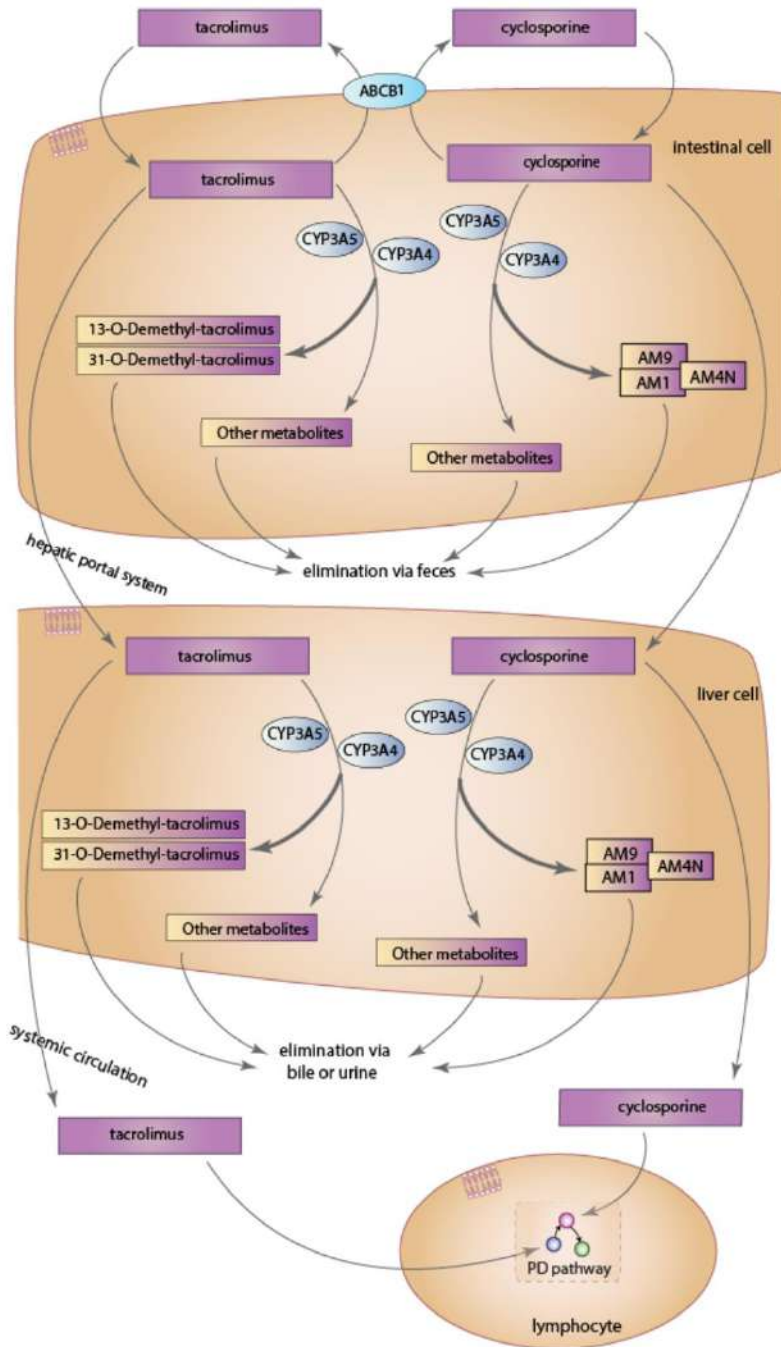 tacrolimus
cyclosporine
ABCB1
intestinal cell
tacrolimus
cyclosporine
CYP3A5
CYP3A4
CYP3A5
CYP3A4
13-O-Demethyl-tacrolimus
31-O-Demethyl-tacrolimus
AM9
AM1
AM4N
Other metabolites
Other metabolites
hepatic portal system
elimination via feces
tacrolimus
cyclosporine
liver cell
CYP3A5
CYP3A4
CYP3A5
CYP3A4
13-O-Demethyl-tacrolimus
31-O-Demethyl-tacrolimus
AM9
AM1
AM4N
Other metabolites
Other metabolites
systemic circulation
elimination via
bile or urine
tacrolimus
cyclosporine
PD pathway
lymphocyte